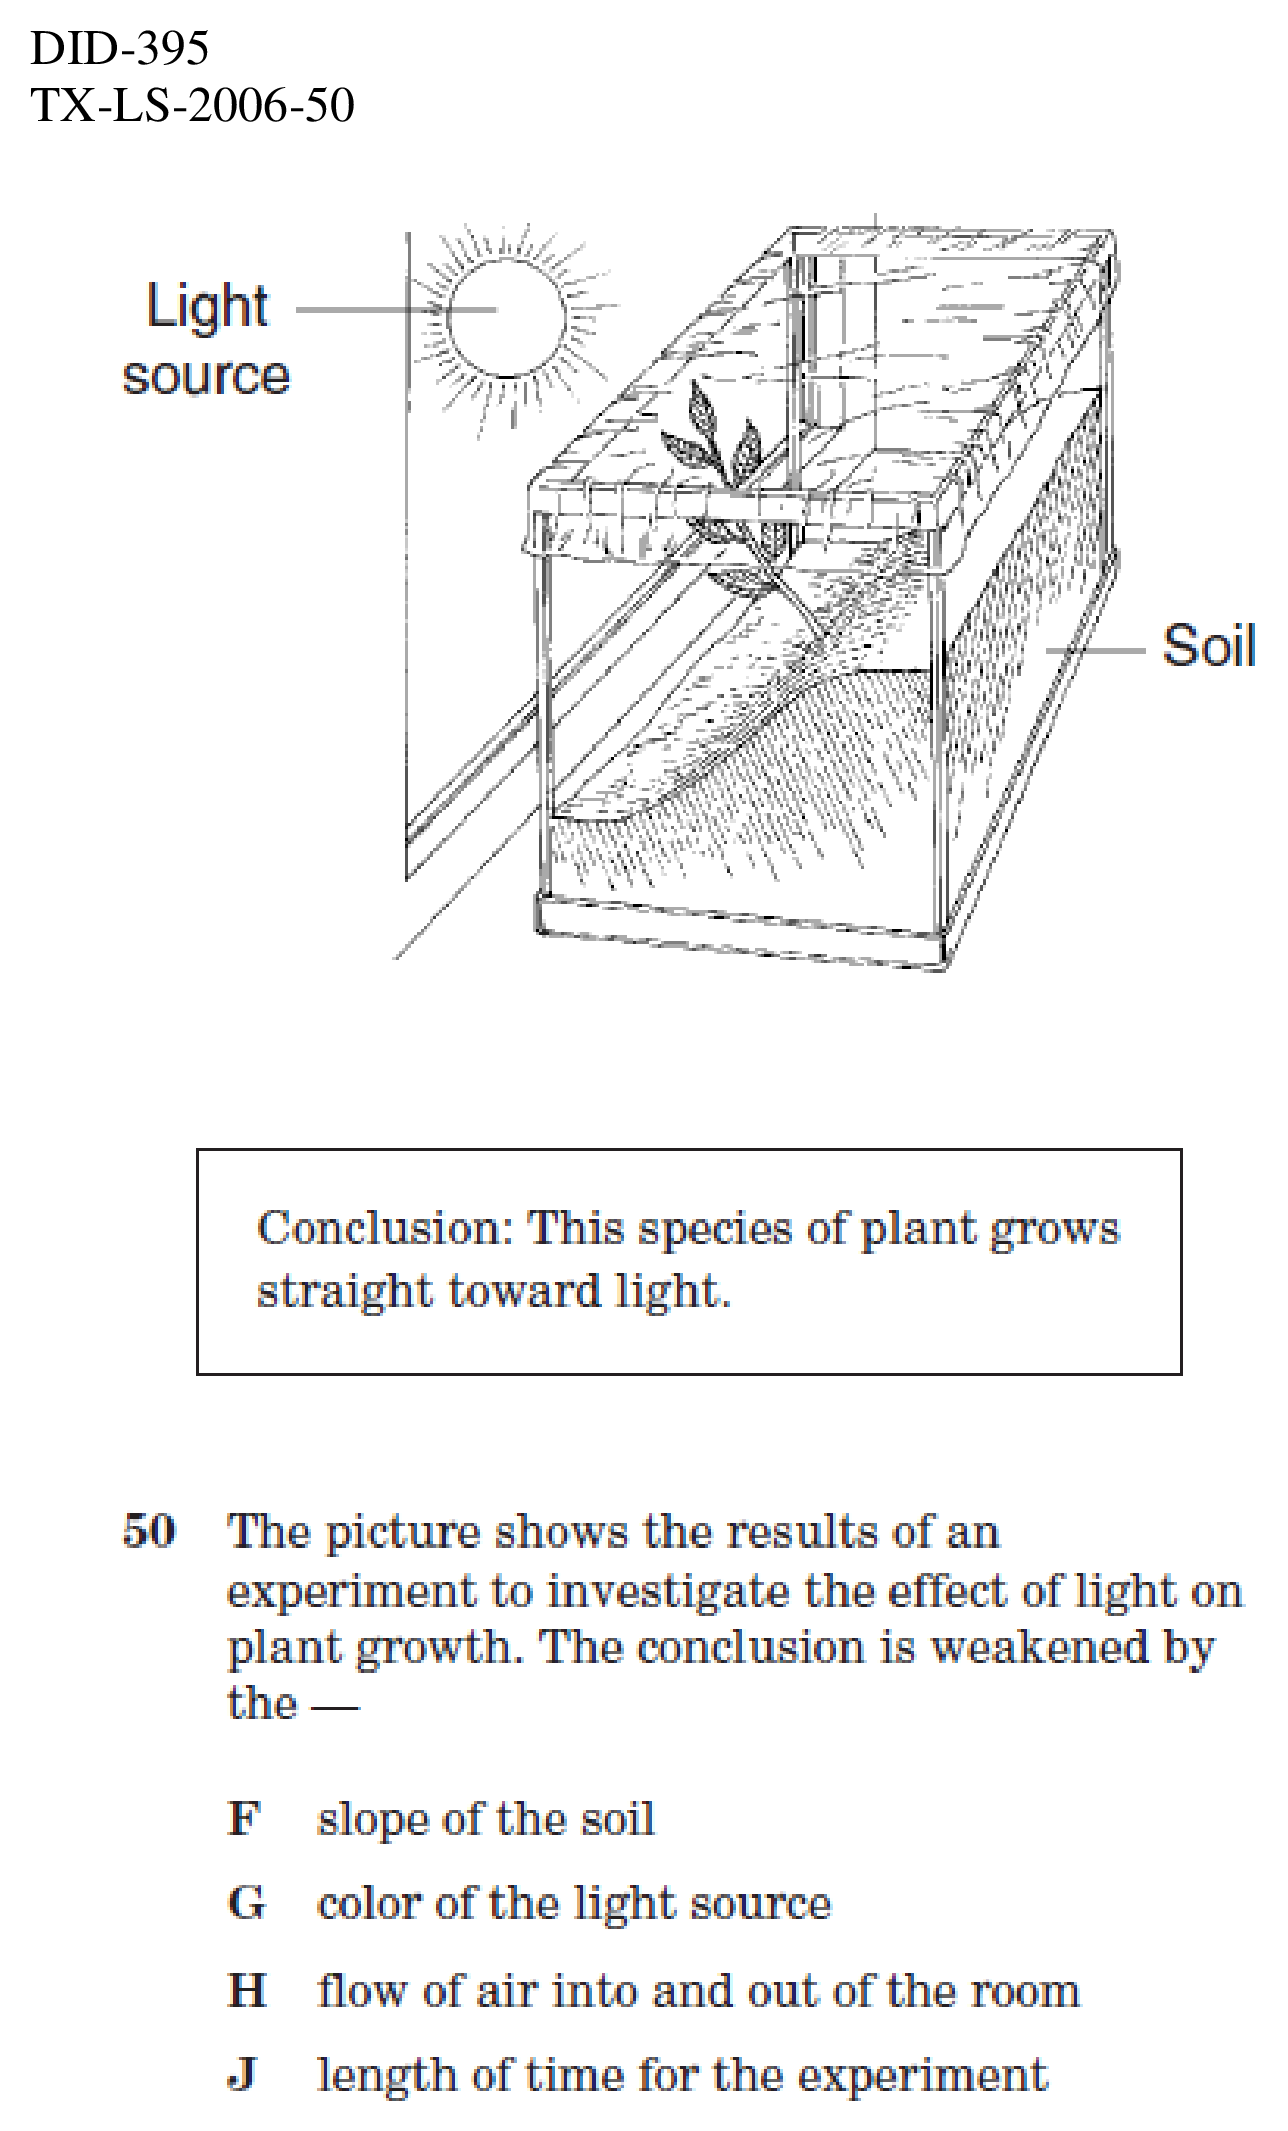 DID-395
TX-LS-2006-50
Light
source
Soil
Conclusion: This species of plant grows
straight toward light.
50 The picture shows the results of an
experiment to investigate the effect of light on
plant growth. The conclusion is weakened by
the —
F slope of the soil
G color of the light source
H flow of air into and out of the room
J length of time for the experiment